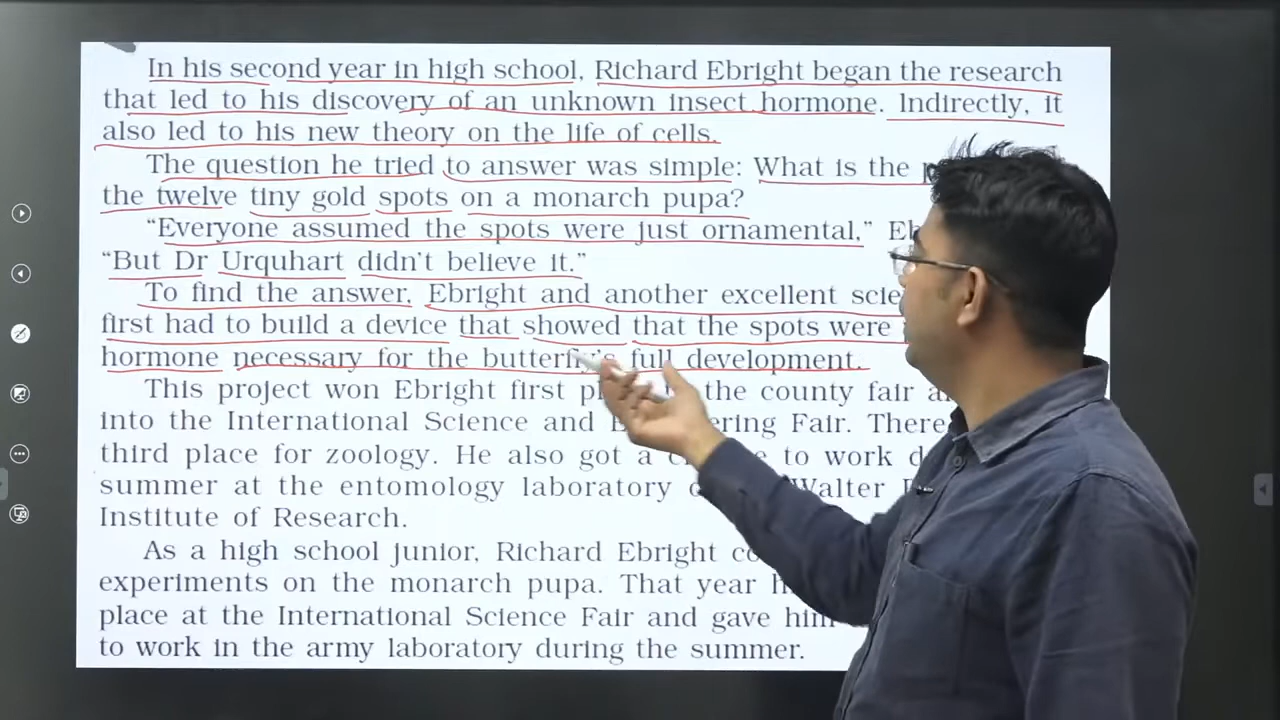 In his second year in high school, Richard Ebright began the research
that led to his discovery of an unknown insect hormone. Indirectly, it
also led to his new theory on the life of cells.
The question he tried to answer was simple: What is the
the twelve tiny gold spots on a monarch pupa?
“Everyone assumed the spots were just ornamental,”
“But Dr Urquhart didn't believe it.”
To find the answer, Ebright and another excellent
first had to build a device that showed that the spots were
hormone necessary for the butterfly's full development.
This project won Ebright first the county fair
into the International Science and Fair. There
third place for zoology. He also got a to work
summer at the entomology laboratory Walter
Institute of Research.
As a high school junior, Richard Ebright
experiments on the monarch pupa. That year
place at the International Science Fair and gave him
to work in the army laboratory during the summer.